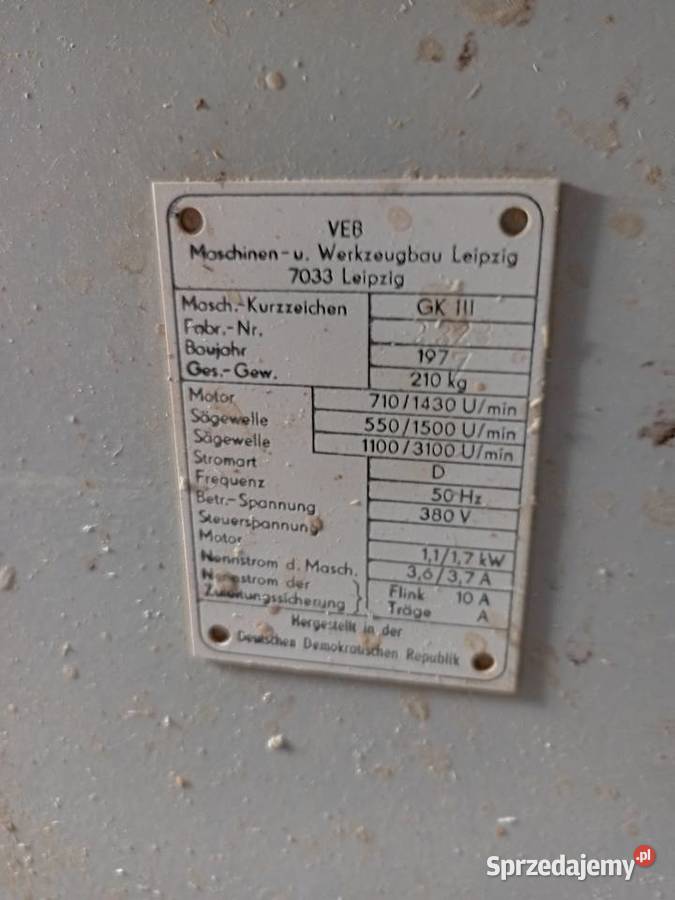 VEB
Maschinen- u. Werkzeugbau Leipzig
7033 Leipzig
Masch.-Kurzzeichen GK III
Fabr.-Nr.
Baujahr 1977
Ges.-Gew. 210 kg
Motor 710/1430 U/min
Sägewelle 550/1500 U/min
Sägewelle 1100/3100 U/min
Stromart D
Frequenz 50 Hz
Betr.-Spannung 380 V
Steuerspannung
Motor 1,1/1,7 kW
Nennstrom d. Masch. 3,6/3,7 A
Nennstrom der Flink 10 A
Zuleitungssicherung Träge A
Hergestellt in der
Deutschen Demokratischen Republik
Sprzedajemy.pl